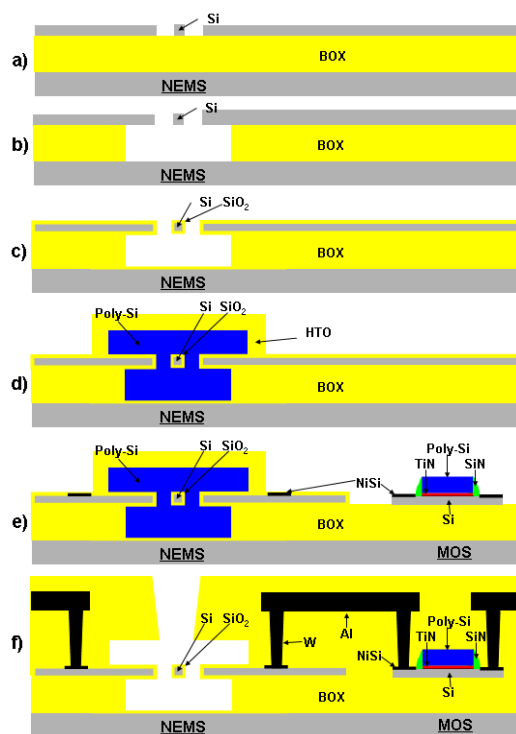 Si
a)
BOX
NEMS
Si
b)
BOX
NEMS
Si SiO2
c)
BOX
NEMS
Poly-Si Si SiO2
HTO
d)
BOX
NEMS
Poly-Si Si SiO2
Poly-Si
TiN SiN
NiSi
e)
Si
BOX
NEMS MOS
Si SiO2
W Al
Poly-Si
TiN SiN
NiSi
f)
Si
BOX
NEMS MOS